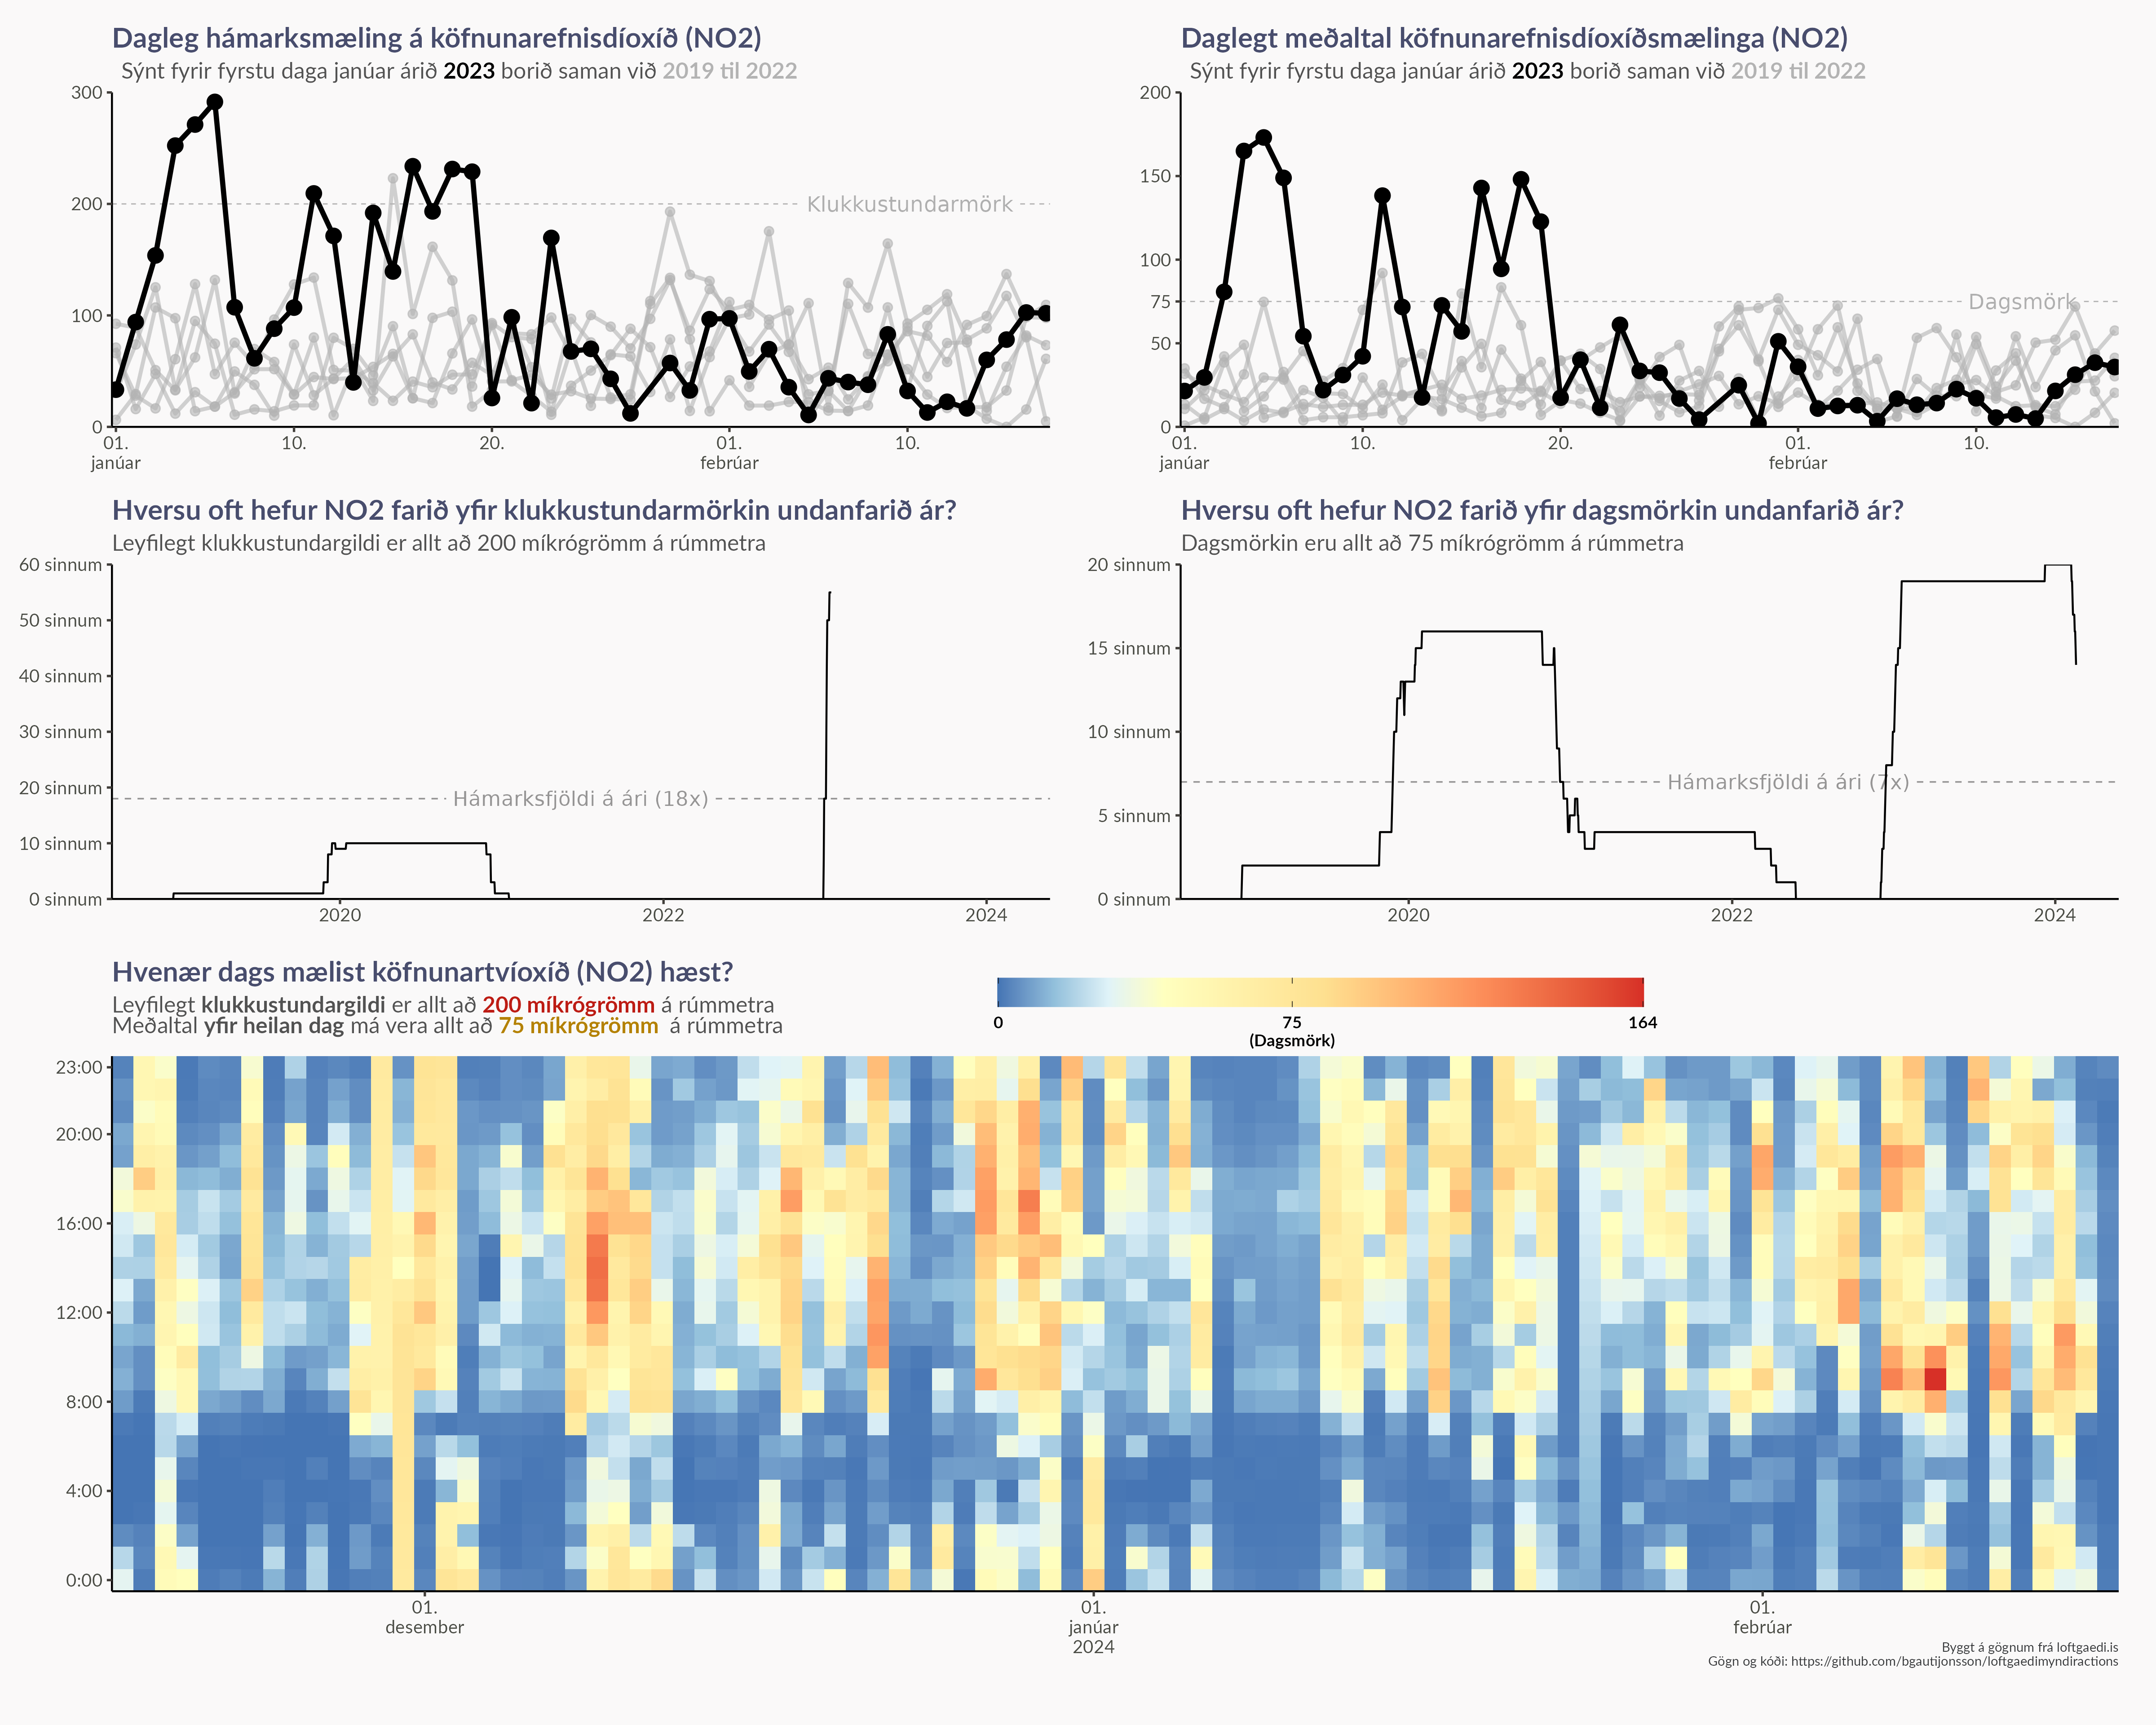 Dagleg hámarksmæling á köfnunarefnisdíoxíð (NO2)
Sýnt fyrir fyrstu daga janúar árið 2023 borið saman við 2019 til 2022
300
200
100
0
Klukkustundarmörk
01.
janúar
10.
20.
01.
febrúar
10.
Daglegt meðaltal köfnunarefnisdíoxíðsmælinga (NO2)
Sýnt fyrir fyrstu daga janúar árið 2023 borið saman við 2019 til 2022
200
150
100
75
50
0
Dagsmörk
01.
janúar
10.
20.
01.
febrúar
10.
Hversu oft hefur NO2 farið yfir klukkustundarmörkin undanfarið ár?
Leyfilegt klukkustundargildi er allt að 200 míkrógrömm á rúmmetra
60 sinnum
50 sinnum
40 sinnum
30 sinnum
20 sinnum
10 sinnum
0 sinnum
Hámarksfjöldi á ári (18x)
2020
2022
2024
Hversu oft hefur NO2 farið yfir dagsmörkin undanfarið ár?
Dagsmörkin eru allt að 75 míkrógrömm á rúmmetra
20 sinnum
15 sinnum
10 sinnum
5 sinnum
0 sinnum
Hámarksfjöldi á ári (7x)
2020
2022
2024
Hvenær dags mælist köfnunartvíoxíð (NO2) hæst?
Leyfilegt klukkustundargildi er allt að 200 míkrógrömm á rúmmetra
Meðaltal yfir heilan dag má vera allt að 75 míkrógrömm á rúmmetra
0
75
(Dagsmörk)
164
23:00
20:00
16:00
12:00
8:00
4:00
0:00
01.
desember
01.
janúar
2024
01.
febrúar
Byggt á gögnum frá loftgaedi.is
Gögn og kóði: https://github.com/bgautijonsson/loftgaedimyndiractions